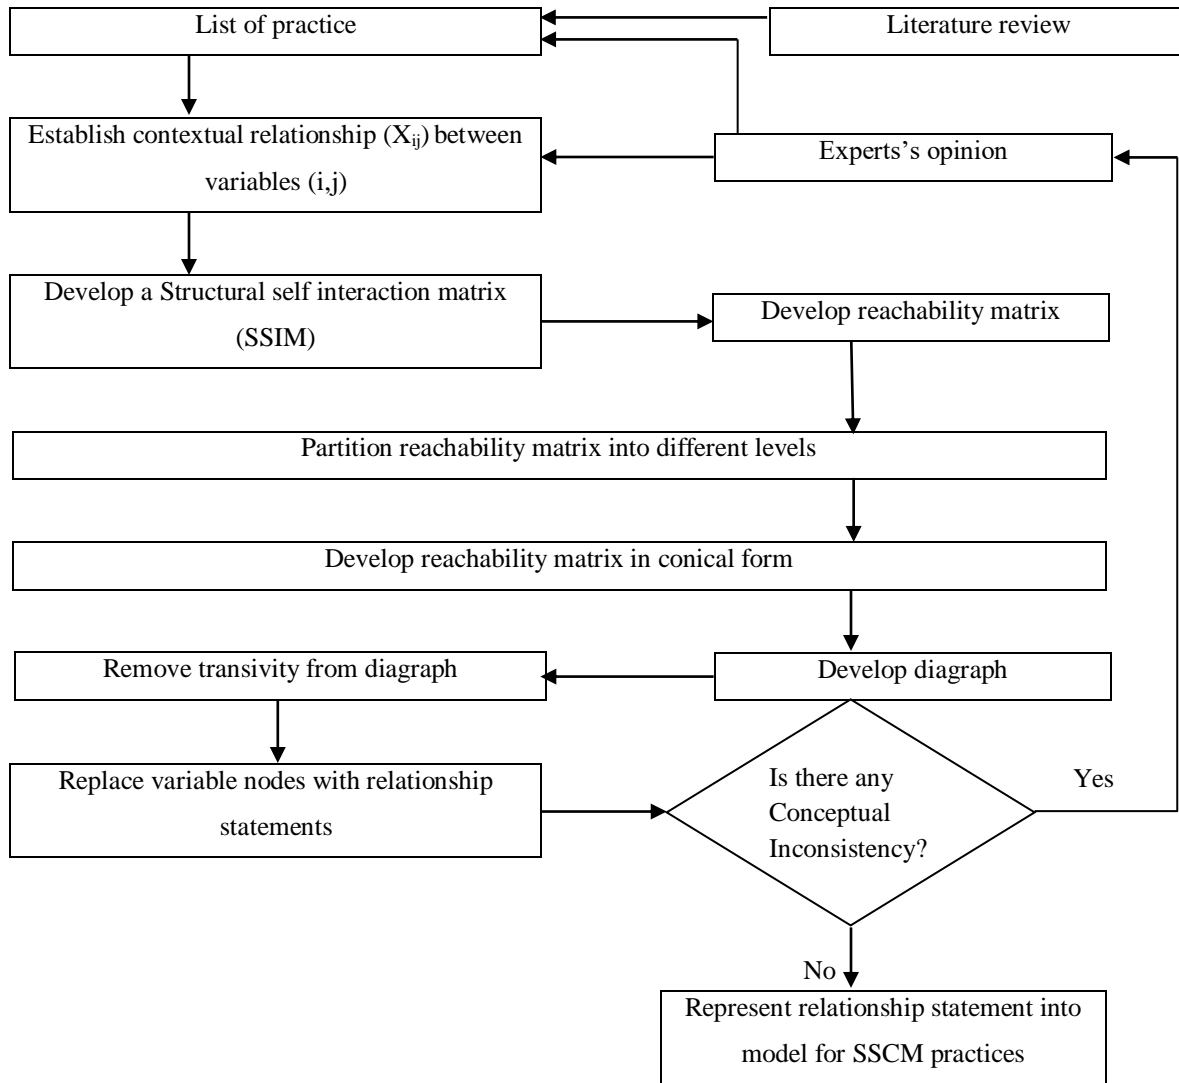 List of practice
Literature review
Establish contextual relationship (Xij) between
variables (i,j)
Experts's opinion
Develop a Structural self interaction matrix
(SSIM)
Develop reachability matrix
Partition reachability matrix into different levels
Develop reachability matrix in conical form
Remove transivity from diagraph
Develop diagraph
Replace variable nodes with relationship
statements
Is there any
Conceptual
Inconsistency?
Yes
No
Represent relationship statement into
model for SSCM practices